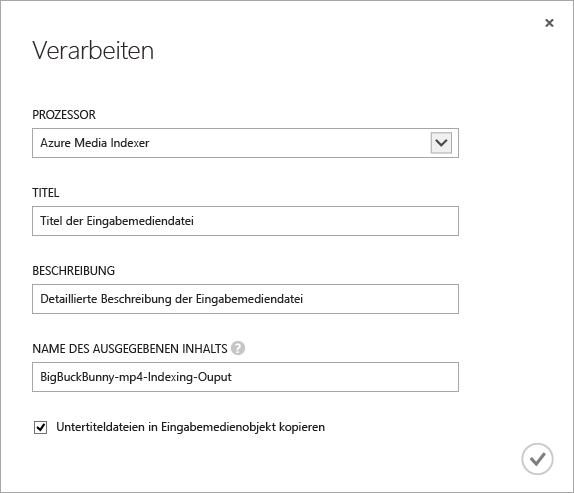 Verarbeiten
PROZESSOR
Azure Media Indexer
TITEL
Titel der Eingabemediendatei
BESCHREIBUNG
Detaillierte Beschreibung der Eingabemediendatei
NAME DES AUSGEGEBENEN INHALTS ?
BigBuckBunny-mp4-Indexing-Ouput
Untertiteldateien in Eingabemedienobjekt kopieren